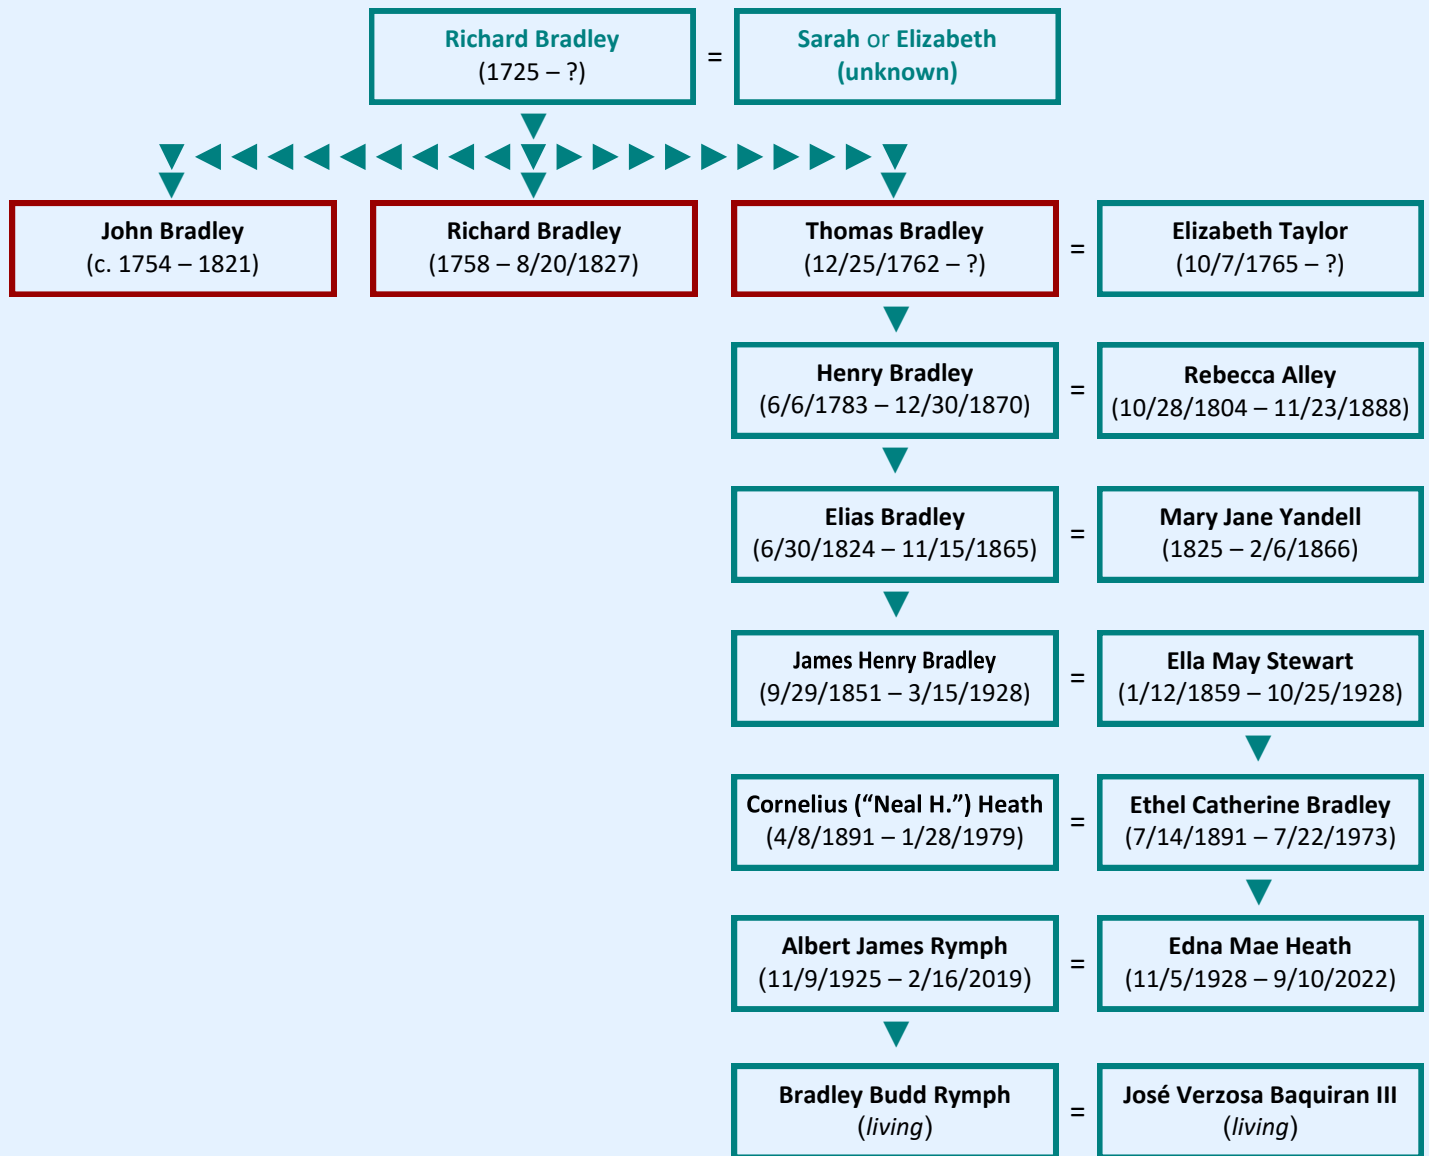 Richard Bradley
(1725 – ?)
=
Sarah or Elizabeth
(unknown)
John Bradley
(c. 1754 – 1821)
Richard Bradley
(1758 – 8/20/1827)
Thomas Bradley
(12/25/1762 – ?)
=
Elizabeth Taylor
(10/7/1765 – ?)
Henry Bradley
(6/6/1783 – 12/30/1870)
=
Rebecca Alley
(10/28/1804 – 11/23/1888)
Elias Bradley
(6/30/1824 – 11/15/1865)
=
Mary Jane Yandell
(1825 – 2/6/1866)
James Henry Bradley
(9/29/1851 – 3/15/1928)
=
Ella May Stewart
(1/12/1859 – 10/25/1928)
Cornelius (“Neal H.”) Heath
(4/8/1891 – 1/28/1979)
=
Ethel Catherine Bradley
(7/14/1891 – 7/22/1973)
Albert James Rymph
(11/9/1925 – 2/16/2019)
=
Edna Mae Heath
(11/5/1928 – 9/10/2022)
Bradley Budd Rymph
(living)
=
José Verzosa Baquiran III
(living)